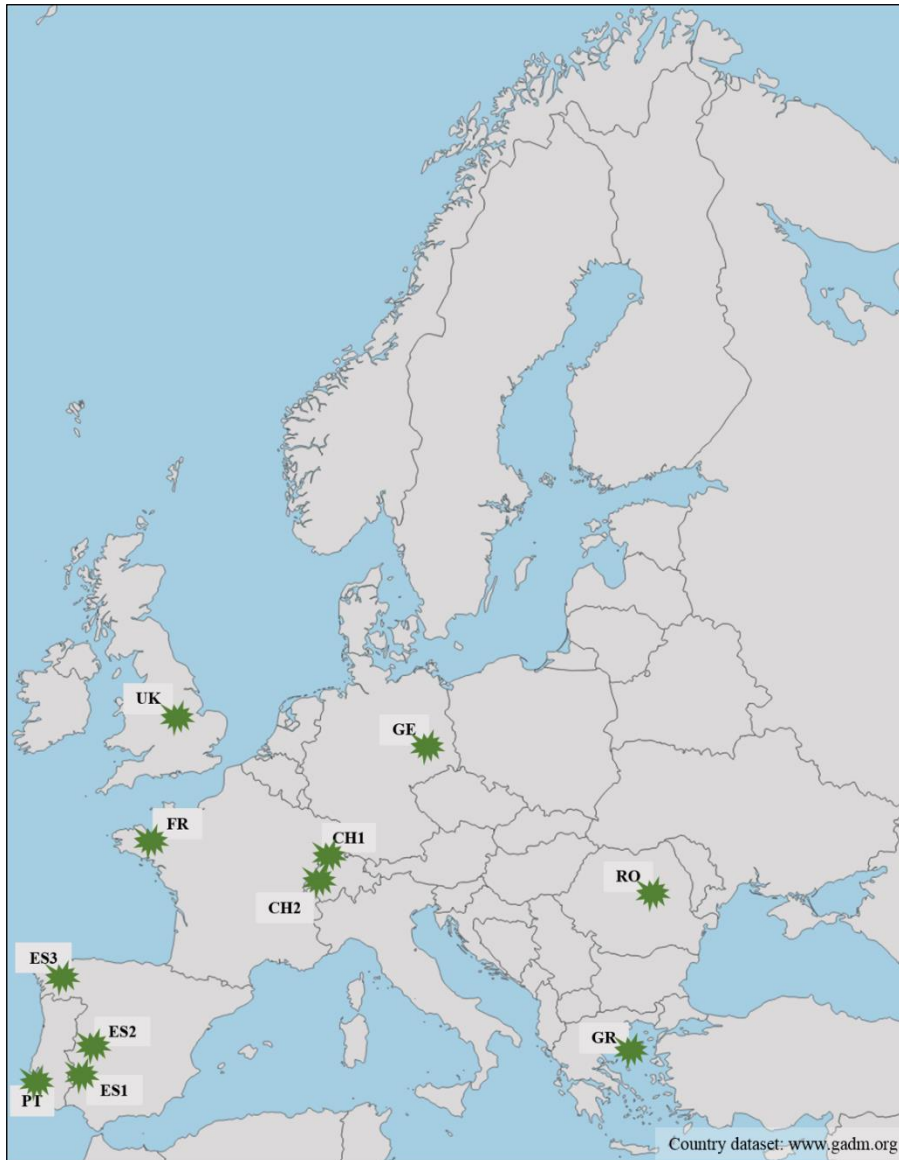 UK
GE
FR
CH1
CH2
RO
ES3
ES2
GR
ES1
PT
Country dataset: www.gadm.org